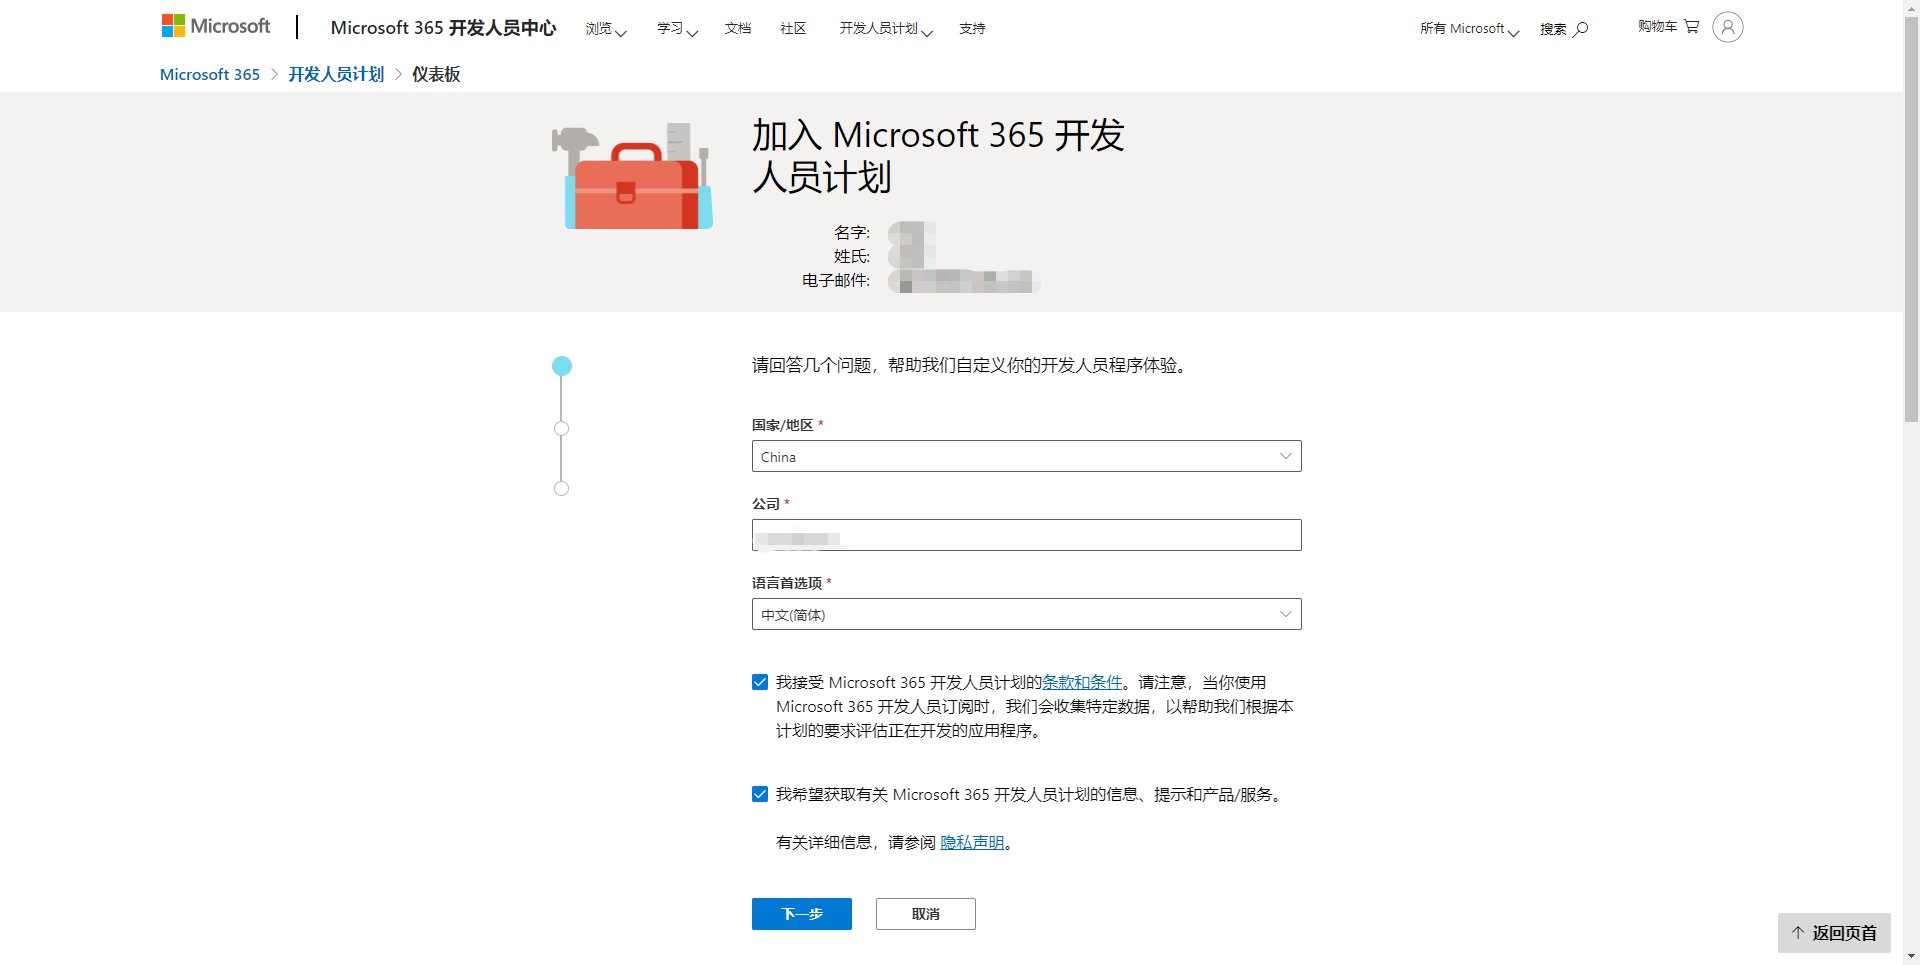 Microsoft
Microsoft 365 开发人员中心
浏览
学习
文档
社区
开发人员计划
支持
所有 Microsoft
搜索
购物车
Microsoft 365
开发人员计划
仪表板
加入 Microsoft 365 开发
人员计划
名字:
姓氏:
电子邮件:
请回答几个问题，帮助我们自定义你的开发人员程序体验。
国家/地区 *
China
公司 *
语言首选项 *
中文(简体)
我接受 Microsoft 365 开发人员计划的条款和条件。请注意，当你使用
Microsoft 365 开发人员订阅时，我们会收集特定数据，以帮助我们根据本
计划的要求评估正在开发的应用程序。
我希望获取有关 Microsoft 365 开发人员计划的信息、提示和产品/服务。
有关详细信息，请参阅 隐私声明。
下一步
取消
返回页首